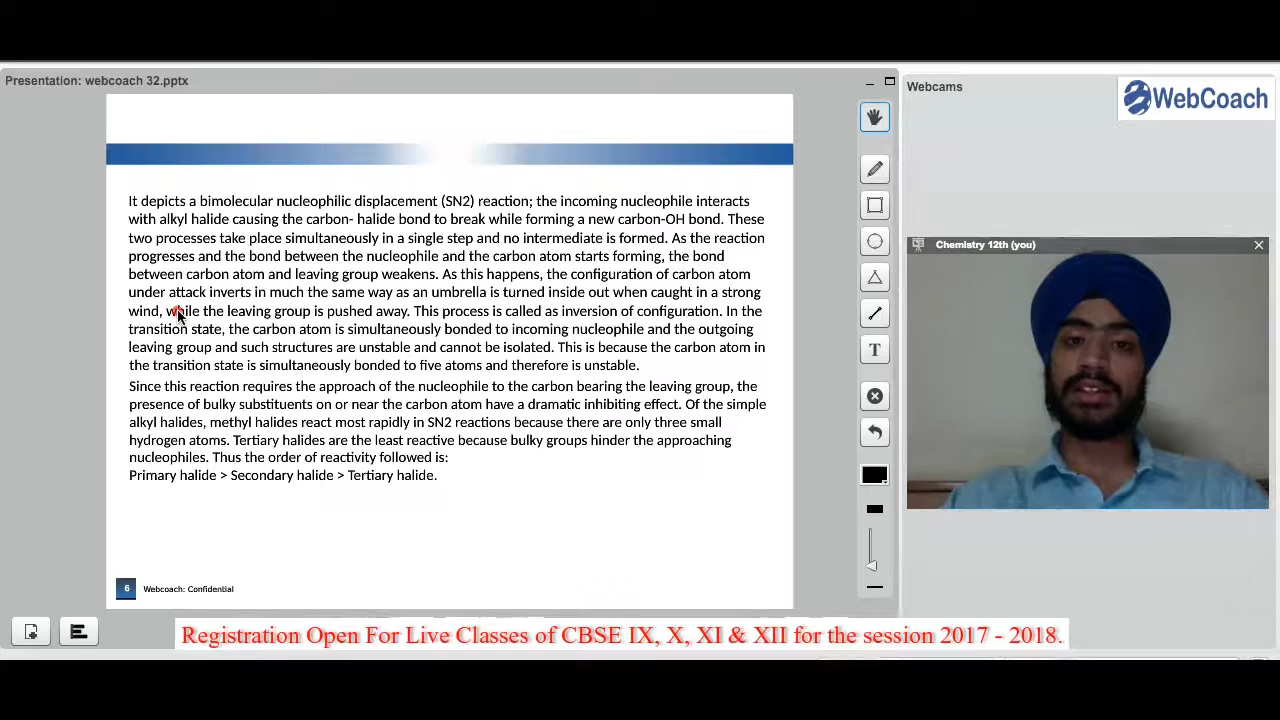 Presentation: webcoach 32.pptx
Webcams
WebCoach
Chemistry 12th (you)
It depicts a bimolecular nucleophilic displacement (SN2) reaction; the incoming nucleophile interacts
with alkyl halide causing the carbon- halide bond to break while forming a new carbon-OH bond. These
two processes take place simultaneously in a single step and no intermediate is formed. As the reaction
progresses and the bond between the nucleophile and the carbon atom starts forming, the bond
between carbon atom and leaving group weakens. As this happens, the configuration of carbon atom
under attack inverts in much the same way as an umbrella is turned inside out when caught in a strong
wind, while the leaving group is pushed away. This process is called as inversion of configuration. In the
transition state, the carbon atom is simultaneously bonded to incoming nucleophile and the outgoing
leaving group and such structures are unstable and cannot be isolated. This is because the carbon atom in
the transition state is simultaneously bonded to five atoms and therefore is unstable.
Since this reaction requires the approach of the nucleophile to the carbon bearing the leaving group, the
presence of bulky substituents on or near the carbon atom have a dramatic inhibiting effect. Of the simple
alkyl halides, methyl halides react most rapidly in SN2 reactions because there are only three small
hydrogen atoms. Tertiary halides are the least reactive because bulky groups hinder the approaching
nucleophiles. Thus the order of reactivity followed is:
Primary halide > Secondary halide > Tertiary halide.
6
Webcoach: Confidential
T
Registration Open For Live Classes of CBSE IX, X, XI & XII for the session 2017 - 2018.